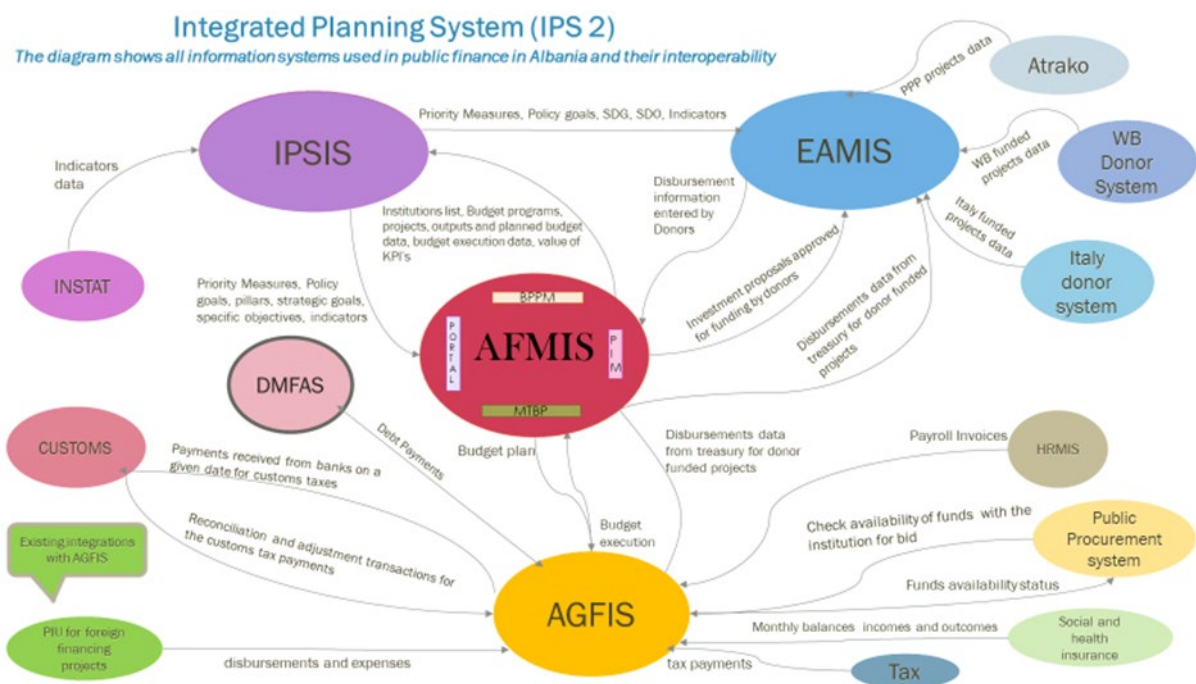 Integrated Planning System (IPS 2)
The diagram shows all information systems used in public finance in Albania and their interoperability
PPP projects data
Atrako
IPSIS
Priority Measures, Policy goals, SDG, SDO, Indicators
EAMIS
WB funded
projects data
WB
Donor
System
Indicators
data
Institutions list, Budget programs,
projects, outputs and planned budget
data, budget execution data, value of
KPI's
Disbursement
information
entered by
Donors
Italy funded
projects data
Italy
donor
system
INSTAT
Priority Measures, Policy
goals, pillars, strategic goals,
specific objectives, indicators
BPPM
PORTAL
AFMIS
PIM
MTBP
Investment proposals approved
for funding by donors
Disbursements data from
treasury for donor funded
projects
DMFAS
CUSTOMS
Payments received from banks on a
given date for customs taxes
Debt Payments
Budget plan
Disbursements data
from treasury for donor
funded projects
Payroll Invoices
HRMIS
Reconciliation and adjustment transactions for
the customs tax payments
Budget
execution
Check availability of funds with the
institution for bid
Public
Procurement
system
Existing integrations
with AGFIS
AGFIS
Funds availability status
PIU for foreign
financing
projects
disbursements and expenses
Monthly balances incomes and outcomes
Social and
health
insurance
tax payments
Tax